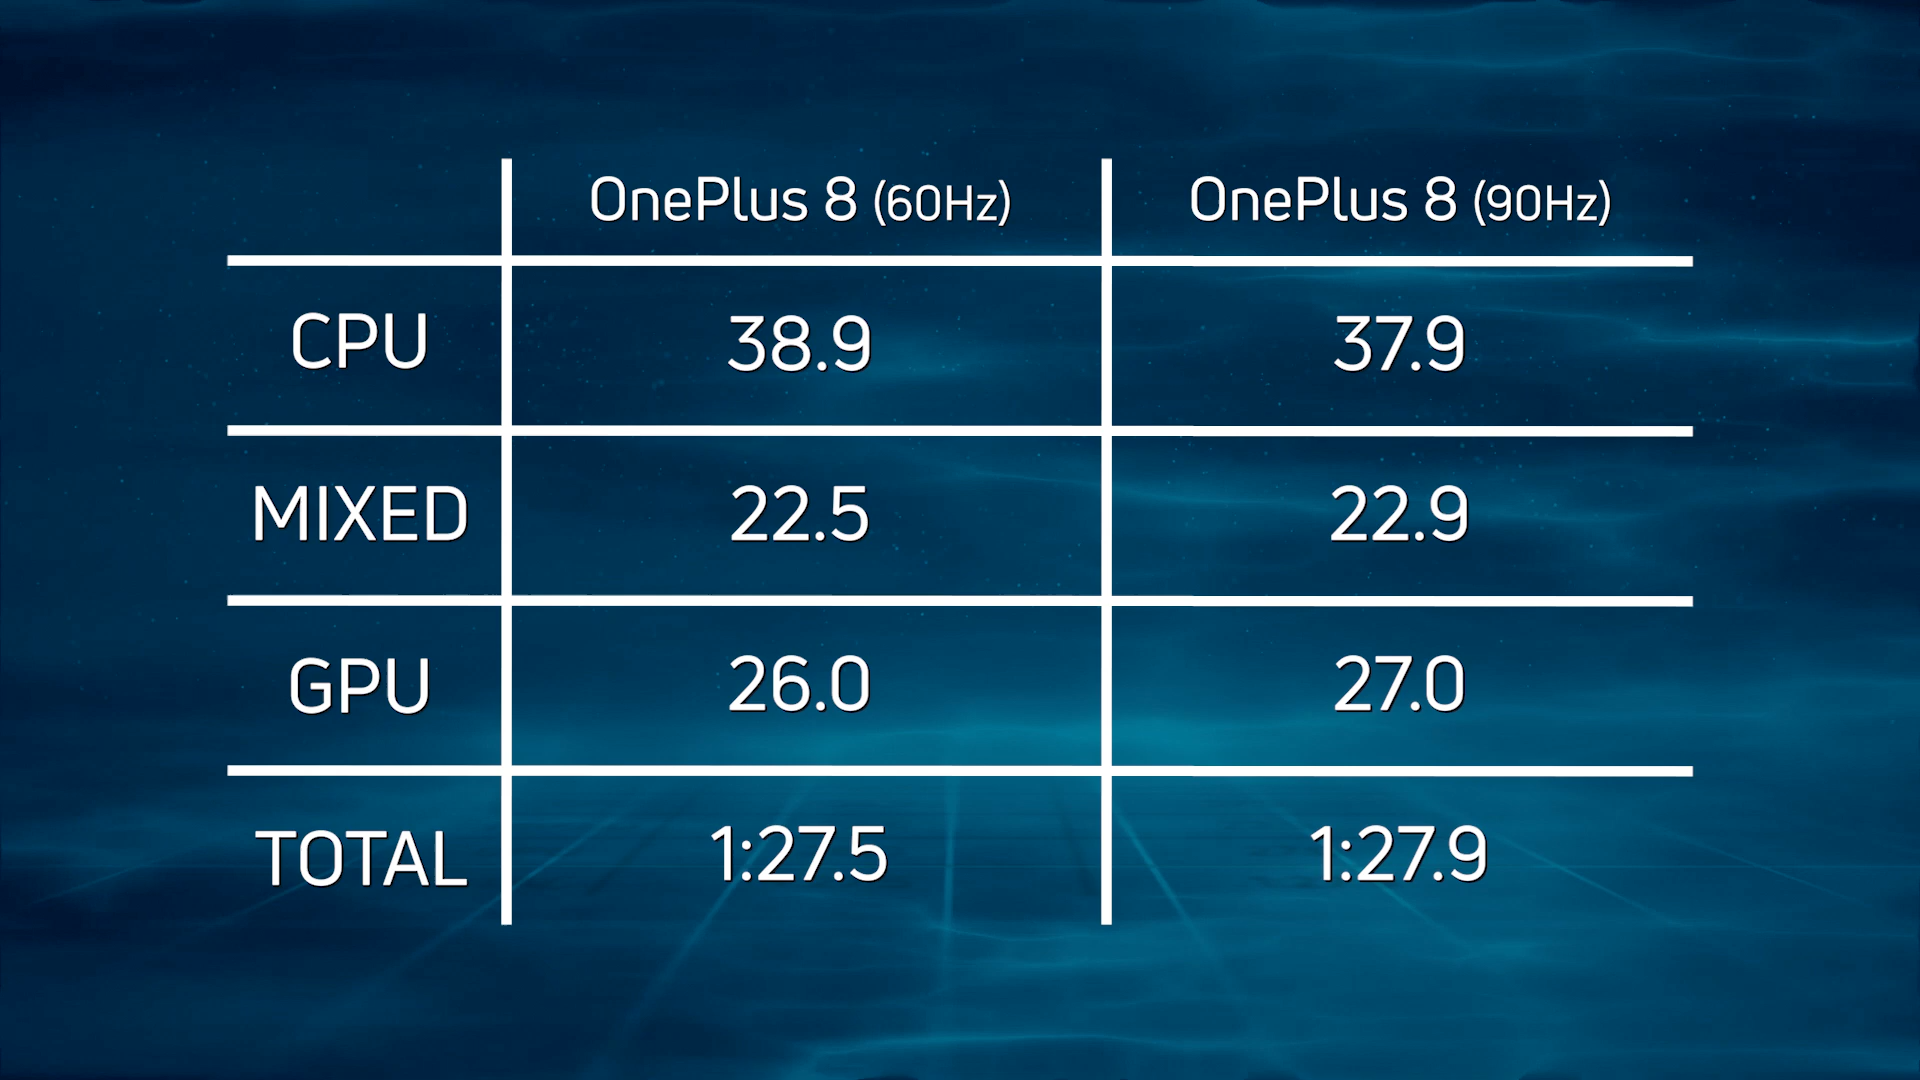 OnePlus 8 (60Hz) OnePlus 8 (90Hz)
CPU 38.9 37.9
MIXED 22.5 22.9
GPU 26.0 27.0
TOTAL 1:27.5 1:27.9